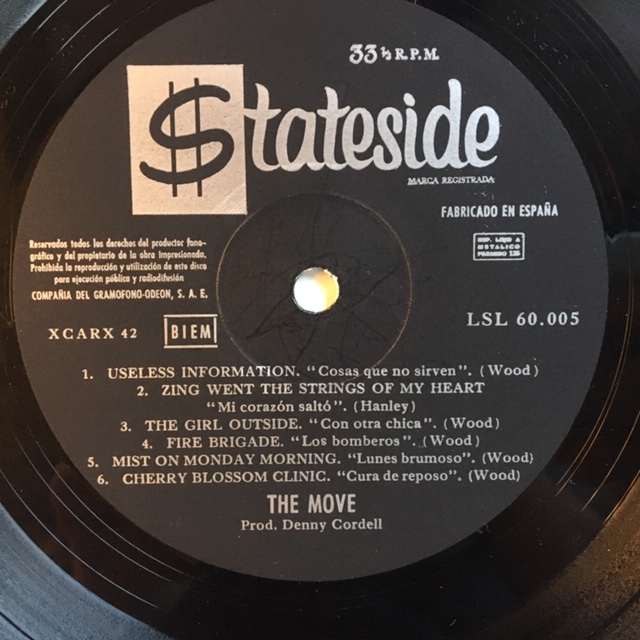 33⅓ R.P.M.
$tateside
MARCA REGISTRADA
FABRICADO EN ESPAÑA
Reservados todos los derechos del productor fono-
gráfico y del propietario de la obra impresionada.
Prohibida la reproducción y utilización de este disco
para ejecución pública y radiodifusión
COMPAÑIA DEL GRAMOFONO-ODEON, S. A. E.
XCARX 42
BIEM
LSL 60.005
1. USELESS INFORMATION. "Cosas que no sirven". (Wood)
2. ZING WENT THE STRINGS OF MY HEART
"Mi corazón saltó". (Hanley)
3. THE GIRL OUTSIDE. "Con otra chica". (Wood)
4. FIRE BRIGADE. "Los bomberos". (Wood)
5. MIST ON MONDAY MORNING. "Lunes brumoso". (Wood)
6. CHERRY BLOSSOM CLINIC. "Cura de reposo". (Wood)
THE MOVE
Prod. Denny Cordell